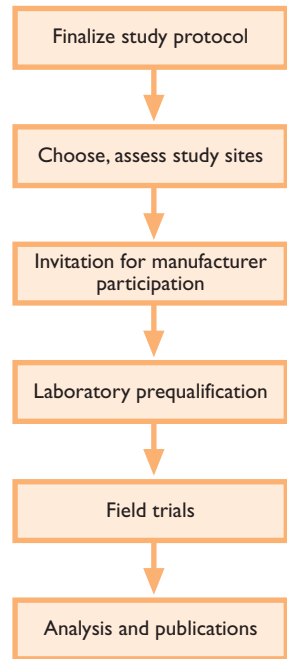 Finalize study protocol
Choose, assess study sites
Invitation for manufacturer
participation
Laboratory prequalification
Field trials
Analysis and publications